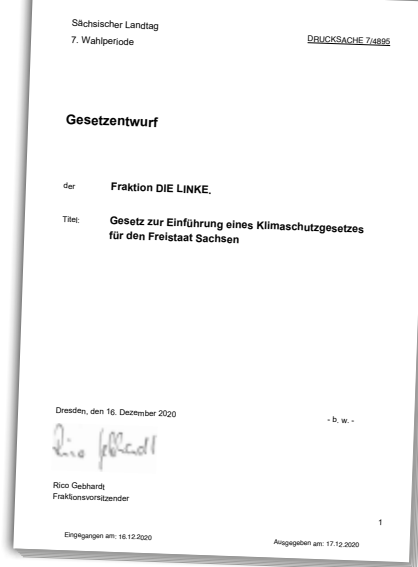 Sächsischer Landtag
7. Wahlperiode
DRUCKSACHE 7/4895
Gesetzentwurf
der Fraktion DIE LINKE.
Titel: Gesetz zur Einführung eines Klimaschutzgesetzes
für den Freistaat Sachsen
Dresden, den 16. Dezember 2020
- b. w. -
Rico Gebhardt
Rico Gebhardt
Fraktionsvorsitzender
1
Eingegangen am: 16.12.2020
Ausgegeben am: 17.12.2020